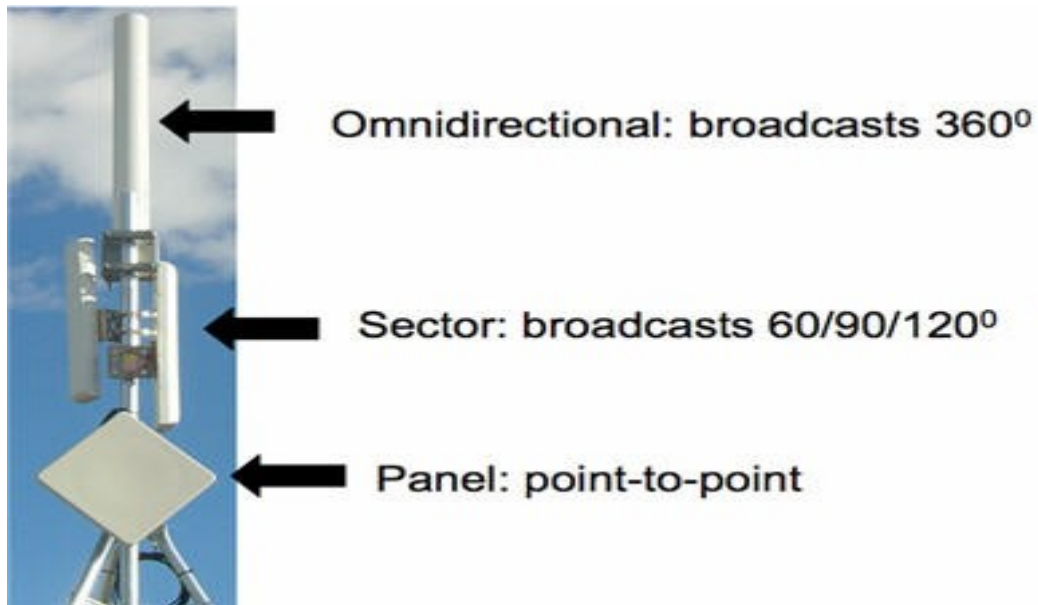 Omnidirectional: broadcasts 360⁰
Sector: broadcasts 60/90/120⁰
Panel: point-to-point